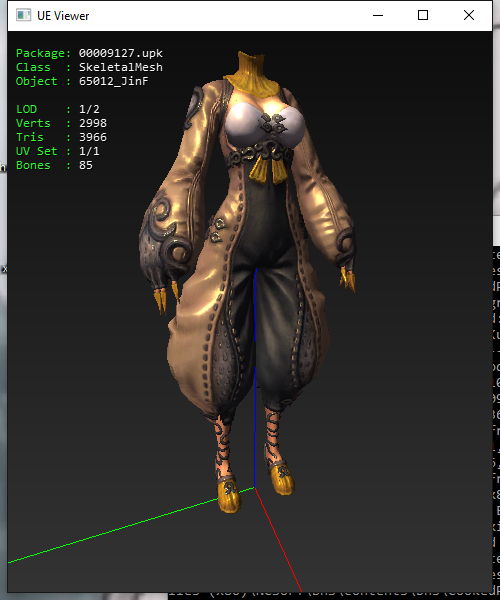 UE Viewer
Package: 00009127.upk
Class : SkeletalMesh
Object : 65012_JinF
LOD : 1/2
Verts : 2998
Tris : 3966
UV Set : 1/1
Bones : 85